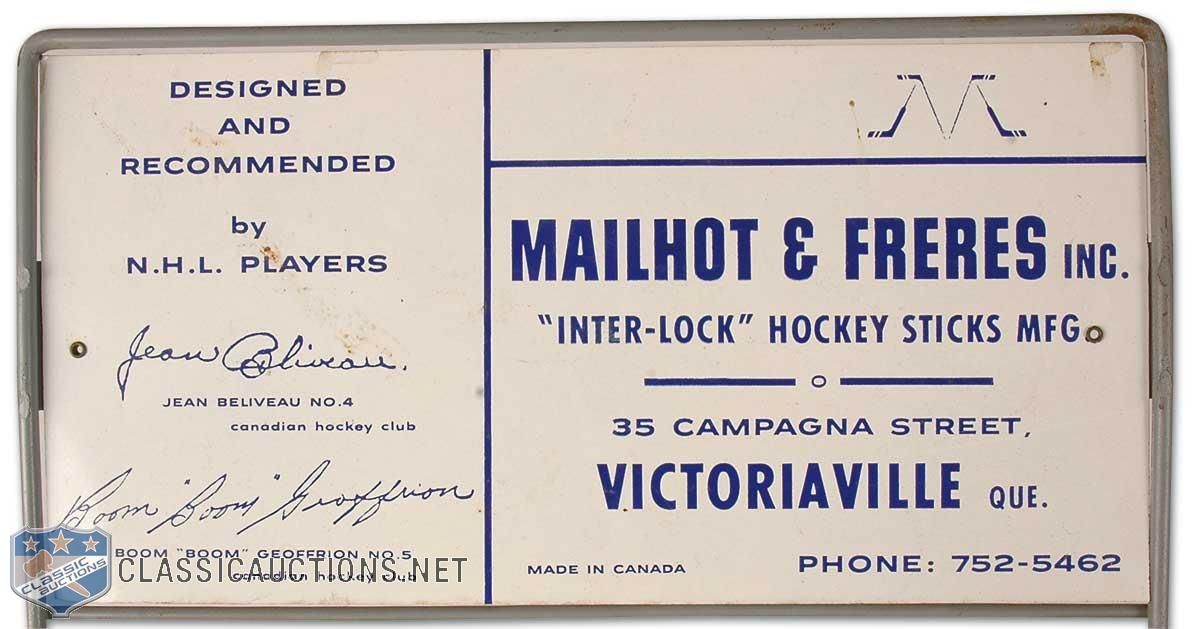 DESIGNED
AND
RECOMMENDED
by
N.H.L. PLAYERS
Jean Beliveau.
JEAN BELIVEAU NO.4
canadian hockey club
Boom "Boom" Geoffrion
BOOM "BOOM" GEOFFRION NO.5
canadian hockey club
MAILHOT & FRERES INC.
"INTER-LOCK" HOCKEY STICKS MFG.
35 CAMPAGNA STREET,
VICTORIAVILLE QUE.
MADE IN CANADA PHONE: 752-5462
CLASSIC AUCTIONS
CLASSICAUCTIONS.NET